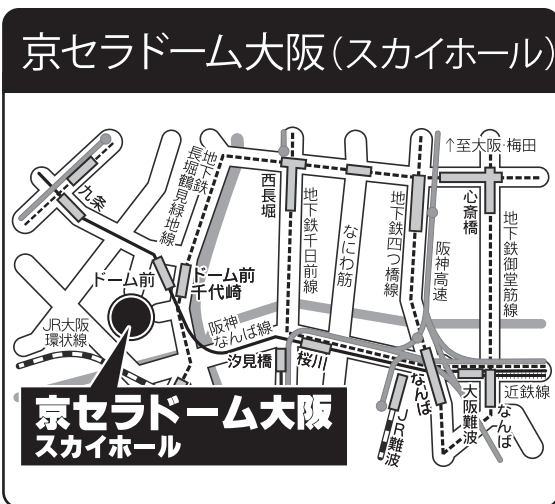 京セラドーム大阪(スカイホール)
↑至大阪・梅田
九条
地下鉄
長堀鶴見緑地線
西長堀
地下鉄千日前線
なにわ筋
地下鉄四つ橋線
阪神高速
心斎橋
地下鉄御堂筋線
ドーム前
ドーム前
千代崎
JR大阪
環状線
阪神
なんば線
汐見橋
桜川
なんば
JR難波
大阪難波
なんば
近鉄線
京セラドーム大阪
スカイホール